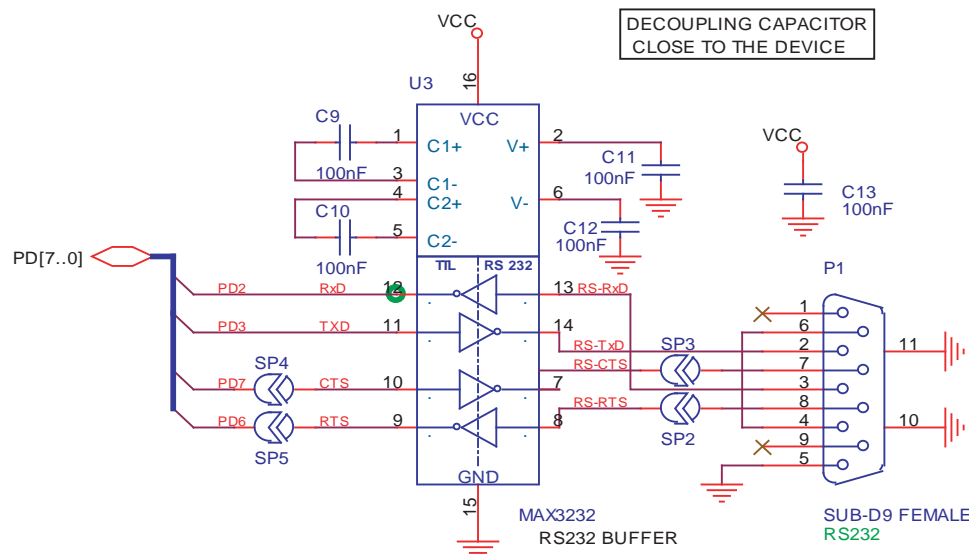 VCC
DECOUPLING CAPACITOR
CLOSE TO THE DEVICE
U3
16
VCC
C9
100nF
1
C1+
V+
2
3
C1-
C11
100nF
4
C2+
V-
6
C10
100nF
5
C2-
C12
100nF
VCC
C13
100nF
PD[7..0]
TTL
RS 232
P1
PD2
RxD
12
13
RS-RxD
PD3
TXD
11
14
RS-TxD
SP3
RS-CTS
SP4
PD7
CTS
10
7
RS-RTS
PD6
RTS
9
8
SP5
SP2
1
6
2
7
3
8
4
9
5
11
10
GND
15
MAX3232
RS232 BUFFER
SUB-D9 FEMALE
RS232